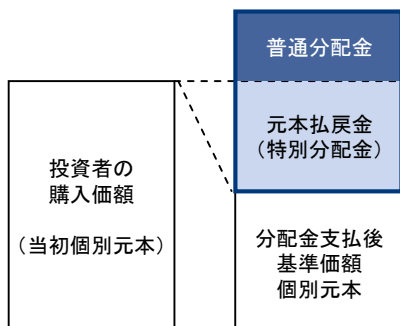 普通分配金
元本払戻金
（特別分配金）
投資者の
購入価額
（当初個別元本）
分配金支払後
基準価額
個別元本